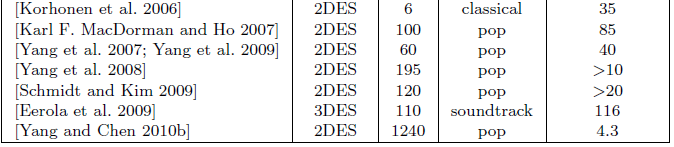 [Korhonen et al. 2006] 2DES 6 classical 35
[Karl F. MacDorman and Ho 2007] 2DES 100 pop 85
[Yang et al. 2007; Yang et al. 2009] 2DES 60 pop 40
[Yang et al. 2008] 2DES 195 pop >10
[Schmidt and Kim 2009] 2DES 120 pop >20
[Eerola et al. 2009] 3DES 110 soundtrack 116
[Yang and Chen 2010b] 2DES 1240 pop 4.3